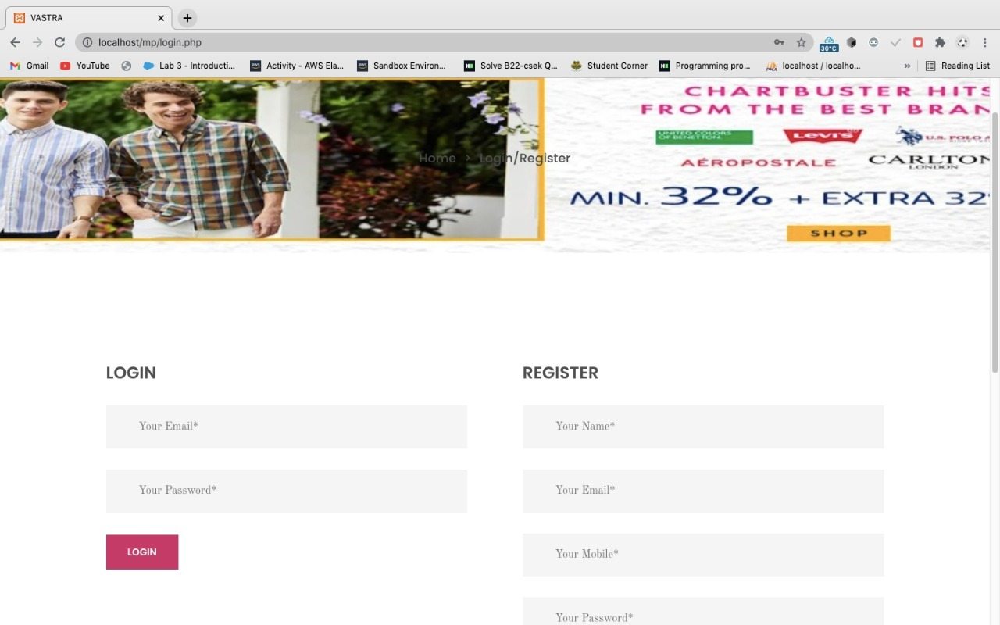 VASTRA
localhost/mp/login.php
30°C
Gmail
YouTube
Lab 3 - Introducti...
Activity - AWS Ela...
Sandbox Environ...
Solve B22-csek Q...
Student Corner
Programming pro...
localhost / localho...
»
Reading List
CHARTBUSTER HITS
FROM THE BEST BRAN
UNITED COLORS
OF BENETTON.
LEVI'S
U.S. POLO A
AÉROPOSTALE
CARLTON
LONDON
MIN. 32% + EXTRA 32
SHOP
Home > Login/Register
LOGIN
Your Email*
Your Password*
LOGIN
REGISTER
Your Name*
Your Email*
Your Mobile*
Your Password*